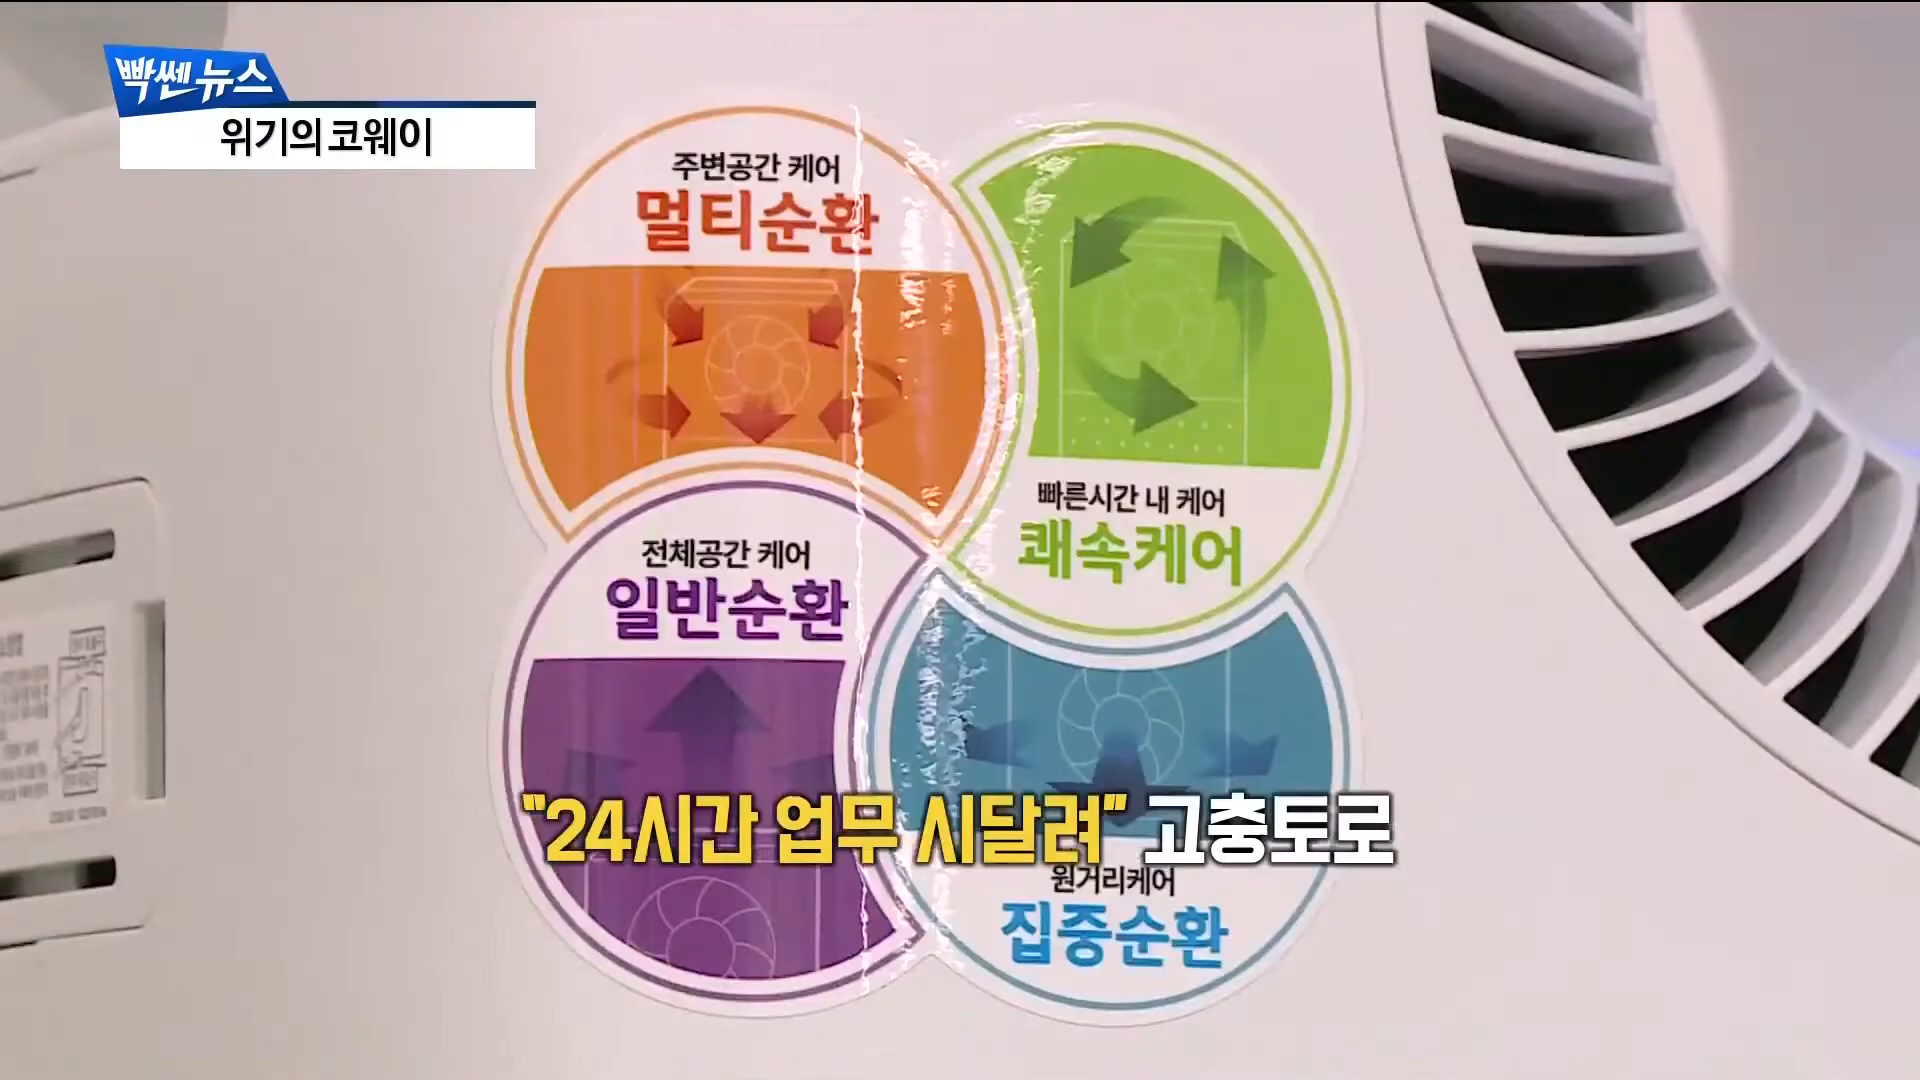 빡쎈뉴스
위기의 코웨이
주변공간 케어
멀티순환
빠른시간 내 케어
쾌속케어
전체공간 케어
일반순환
"24시간 업무 시달려" 고충토로
원거리케어
집중순환